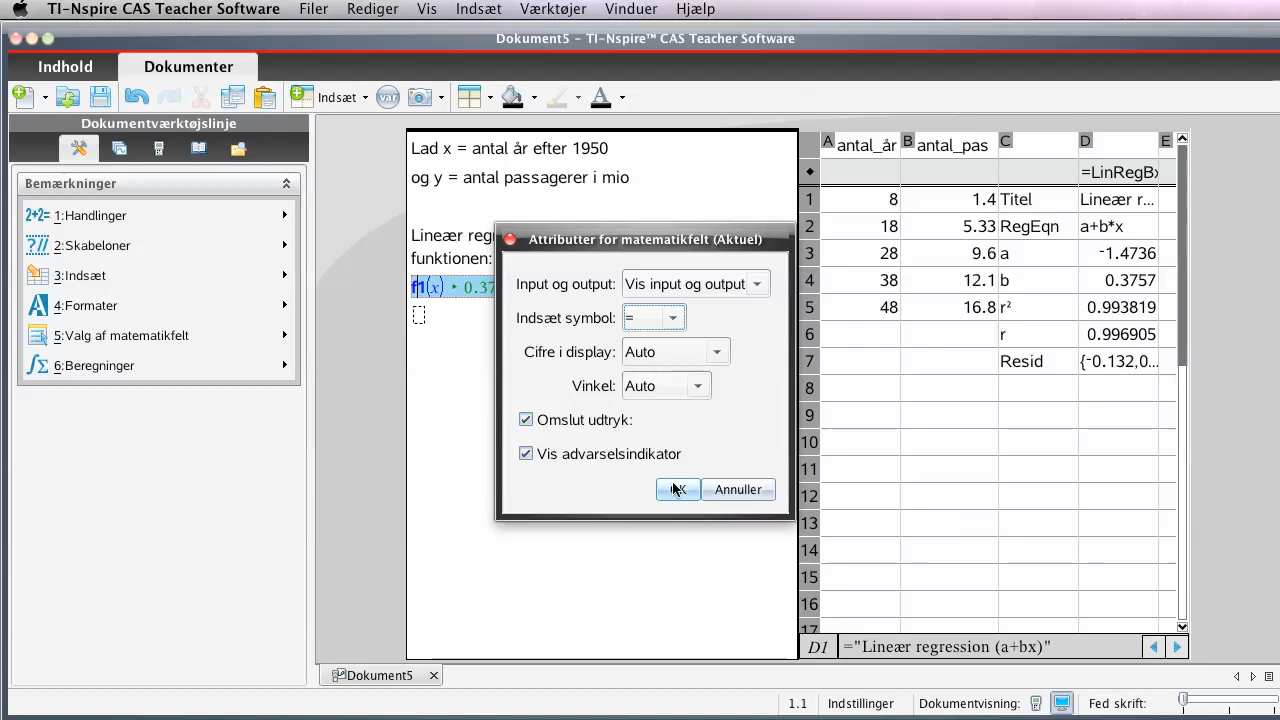 TI-Nspire CAS Teacher Software Filer Rediger Vis Indsæt Værktøjer Vinduer Hjælp
Dokument5 - TI-Nspire™ CAS Teacher Software
Indhold Dokumenter
Indsæt var A
Dokumentværktøjslinje
Bemærkninger
1:Handlinger
2:Skabeloner
3:Indsæt
4:Formater
5:Valg af matematikfelt
6:Beregninger
Lad x = antal år efter 1950
og y = antal passagerer i mio
Lineær
funktionen:
f1(x) ▸
Attributter for matematikfelt (Aktuel)
Input og output: Vis input og output
Indsæt symbol: =
Cifre i display: Auto
Vinkel: Auto
Omslut udtryk:
Vis advarselsindikator
OK Annuller
A antal_år B antal_pas C D E
=LinRegBx
1 8 1.4 Titel Lineær r...
2 18 5.33 RegEqn a+b*x
3 28 9.6 a -1.4736
4 38 12.1 b 0.3757
5 48 16.8 r² 0.993819
6 r 0.996905
7 Resid {-0.132,0...
8
9
10
11
12
13
14
15
16
17
D1 ="Lineær regression (a+bx)"
Dokument5
1.1 Indstillinger Dokumentvisning: Fed skrift: